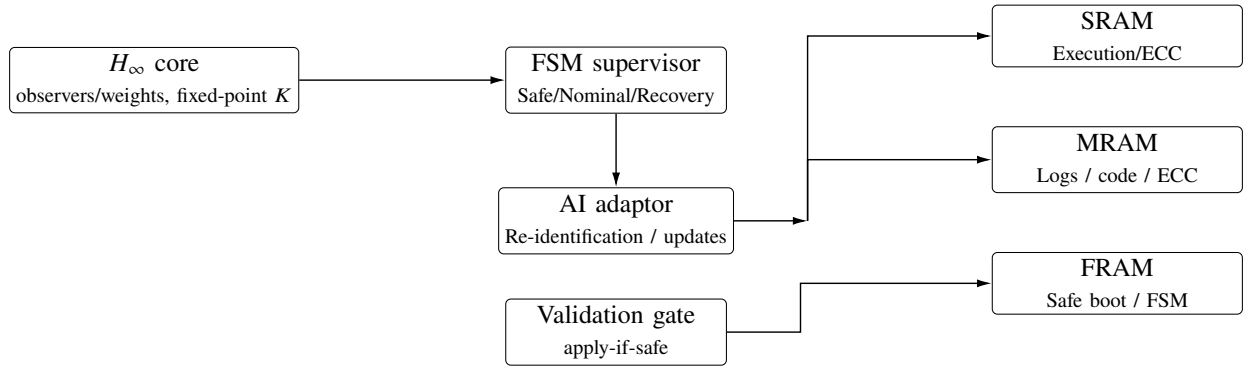 H∞ core
observers/weights, fixed-point K
FSM supervisor
Safe/Nominal/Recovery
AI adaptor
Re-identification / updates
Validation gate
apply-if-safe
SRAM
Execution/ECC
MRAM
Logs / code / ECC
FRAM
Safe boot / FSM